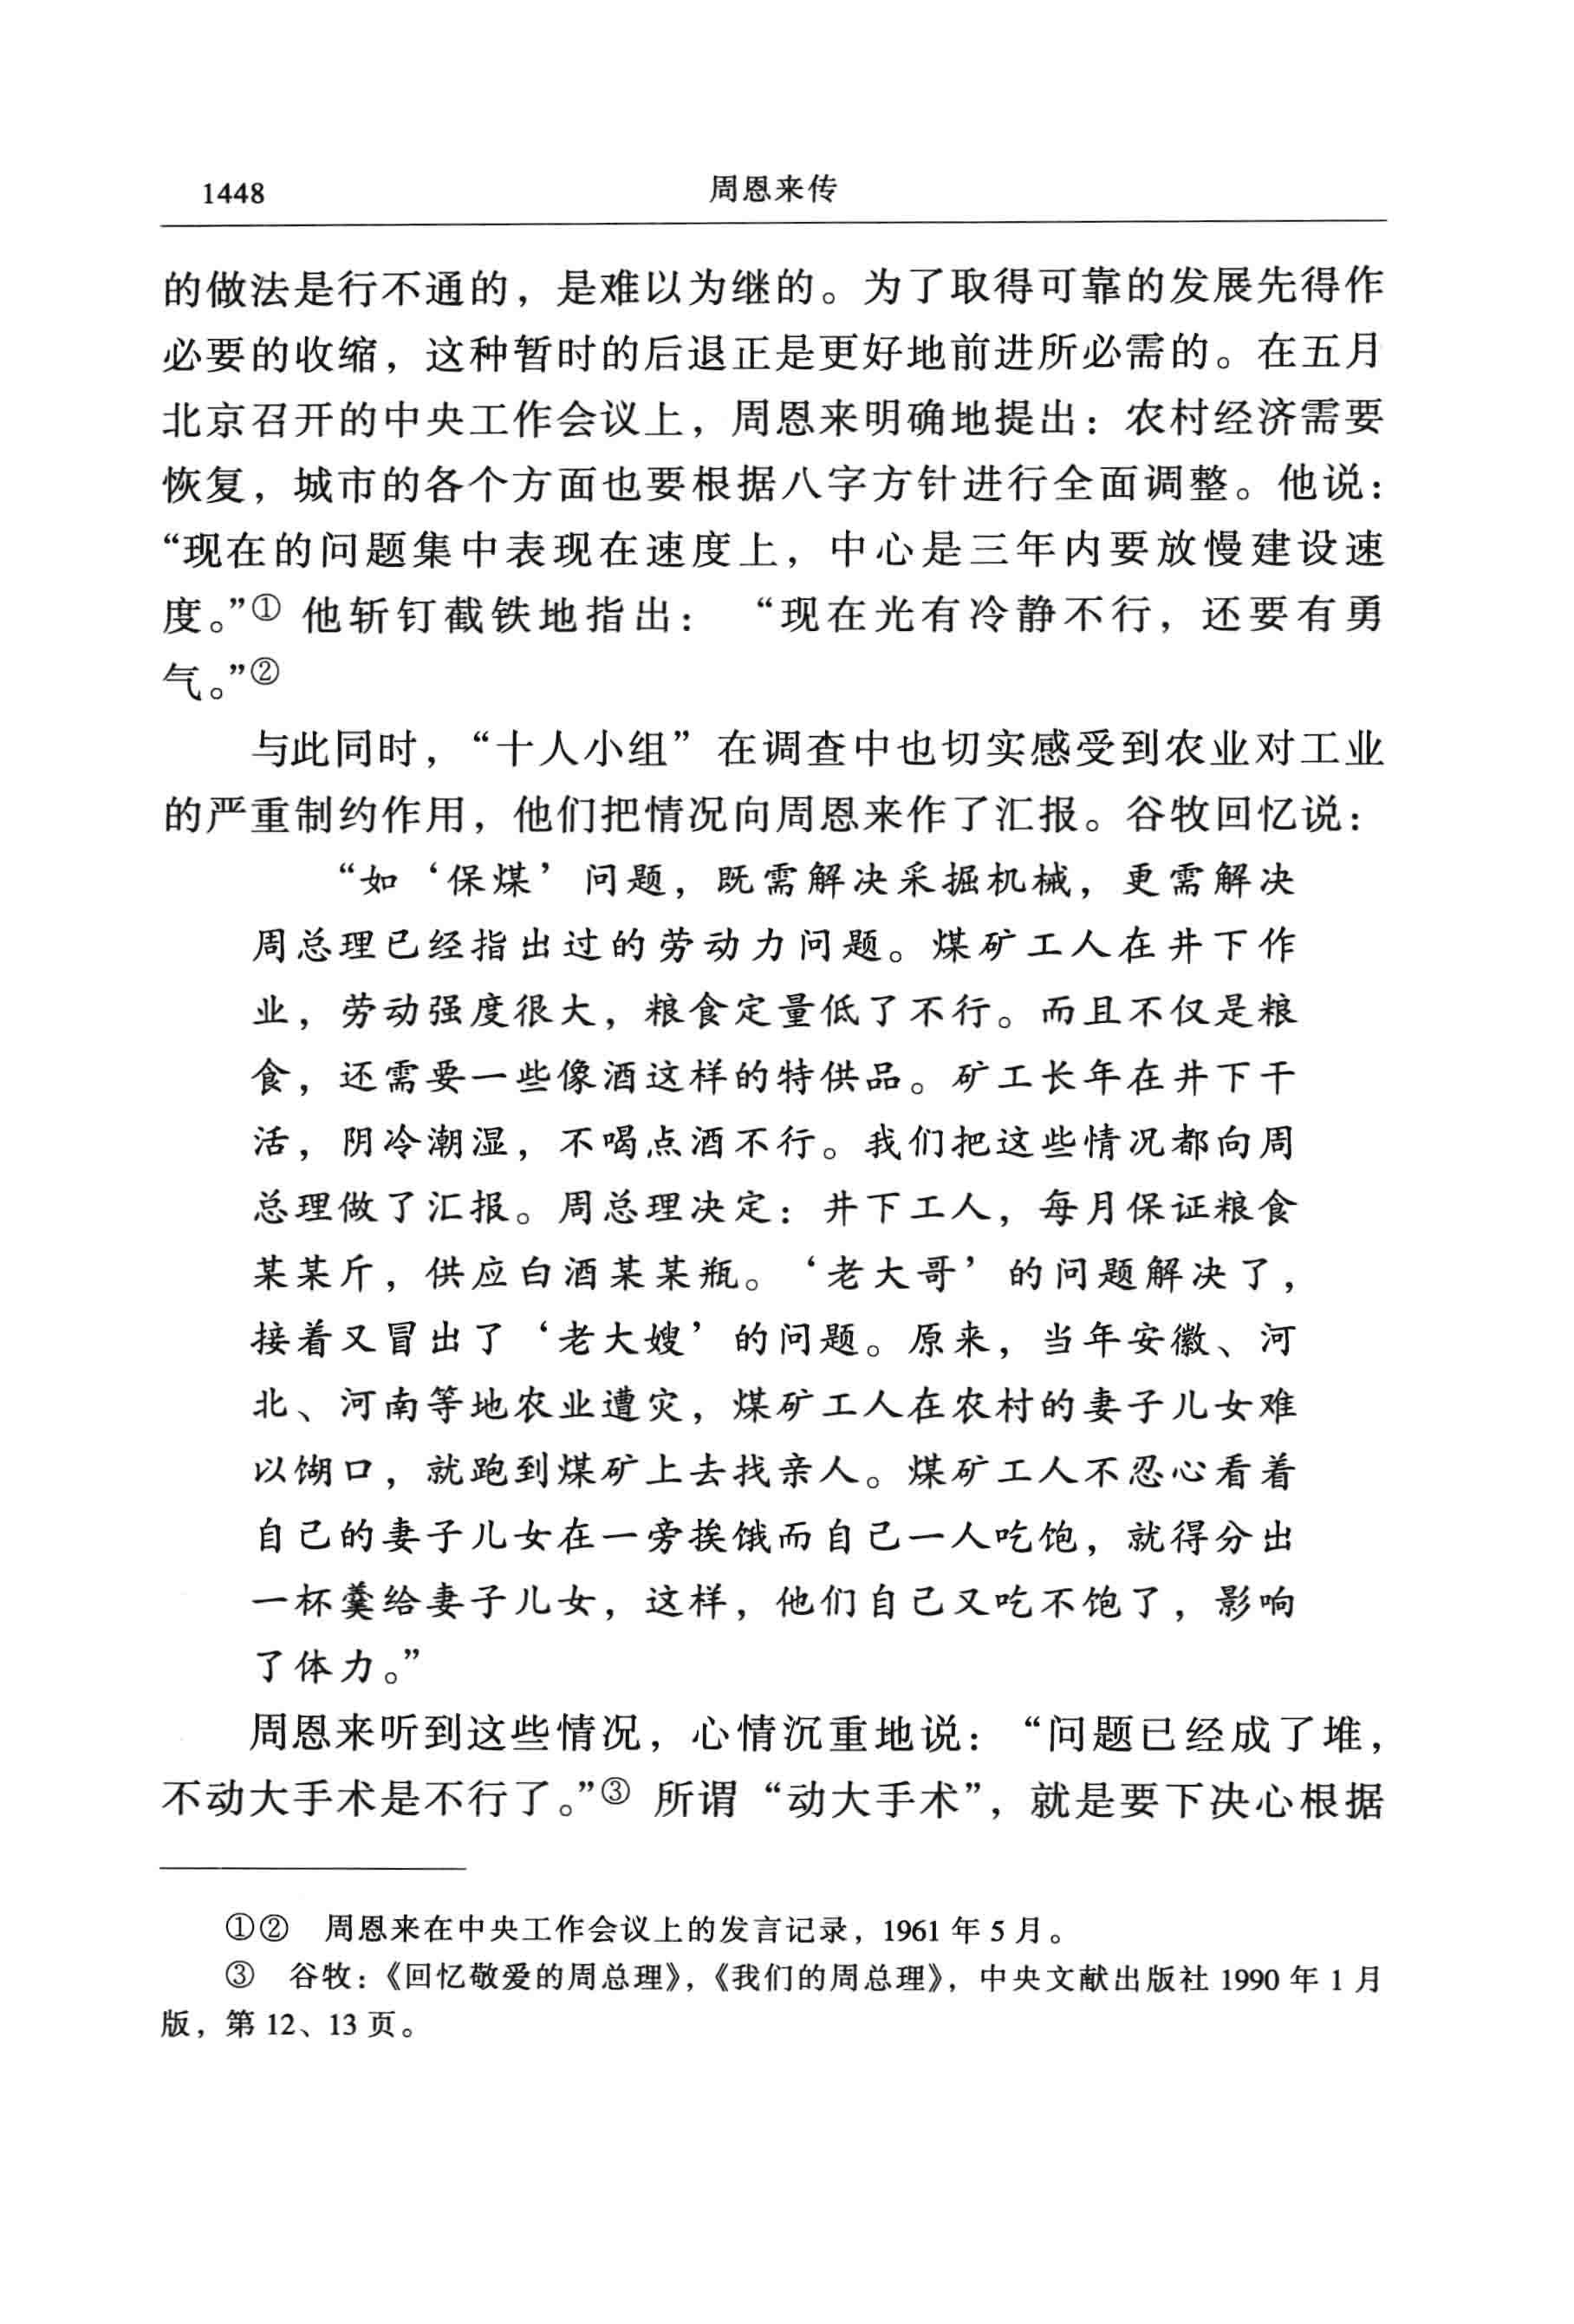 1448
周恩来传
的做法是行不通的，是难以为继的。为了取得可靠的发展先得作
必要的收缩，这种暂时的后退正是更好地前进所必需的。在五月
北京召开的中央工作会议上，周恩来明确地提出：农村经济需要
恢复，城市的各个方面也要根据八字方针进行全面调整。他说：
“现在的问题集中表现在速度上，中心是三年内要放慢建设速
度。”① 他斩钉截铁地指出： “现在光有冷静不行，还要有勇
气。”②
与此同时，“十人小组”在调查中也切实感受到农业对工业
的严重制约作用，他们把情况向周恩来作了汇报。谷牧回忆说：
“如‘保煤’问题，既需解决采掘机械，更需解决
周总理已经指出过的劳动力问题。煤矿工人在井下作
业，劳动强度很大，粮食定量低了不行。而且不仅是粮
食，还需要一些像酒这样的特供品。矿工长年在井下干
活，阴冷潮湿，不喝点酒不行。我们把这些情况都向周
总理做了汇报。周总理决定：井下工人，每月保证粮食
某某斤，供应白酒某某瓶。‘老大哥’的问题解决了，
接着又冒出了‘老大嫂’的问题。原来，当年安徽、河
北、河南等地农业遭灾，煤矿工人在农村的妻子儿女难
以糊口，就跑到煤矿上去找亲人。煤矿工人不忍心看着
自己的妻子儿女在一旁挨饿而自己一人吃饱，就得分出
一杯羹给妻子儿女，这样，他们自己又吃不饱了，影响
了体力。”
周恩来听到这些情况，心情沉重地说：“问题已经成了堆，
不动大手术是不行了。”③ 所谓“动大手术”，就是要下决心根据
①② 周恩来在中央工作会议上的发言记录，1961 年 5 月。
③ 谷牧：《回忆敬爱的周总理》，《我们的周总理》，中央文献出版社 1990 年 1 月
版，第 12、13 页。